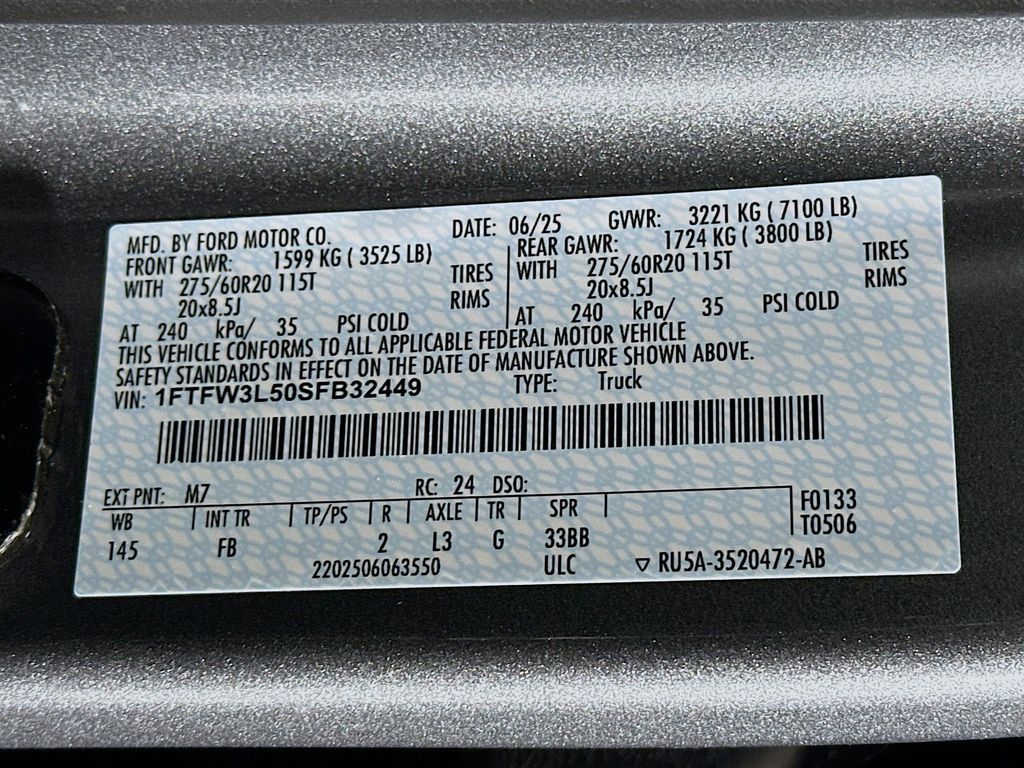 MFD. BY FORD MOTOR CO. DATE: 06/25 GVWR: 3221 KG ( 7100 LB)
FRONT GAWR: 1599 KG ( 3525 LB) REAR GAWR: 1724 KG ( 3800 LB)
WITH 275/60R20 115T TIRES WITH 275/60R20 115T TIRES
20x8.5J RIMS 20x8.5J RIMS
AT 240 kPa/ 35 PSI COLD AT 240 kPa/ 35 PSI COLD
THIS VEHICLE CONFORMS TO ALL APPLICABLE FEDERAL MOTOR VEHICLE
SAFETY STANDARDS IN EFFECT ON THE DATE OF MANUFACTURE SHOWN ABOVE.
VIN: 1FTFW3L50SFB32449 TYPE: Truck
EXT PNT: M7 RC: 24 DSO:
WB INT TR TP/PS R AXLE TR SPR F0133
145 FB 2 L3 G 33BB T0506
2202506063550 ULC ▽ RU5A-3520472-AB